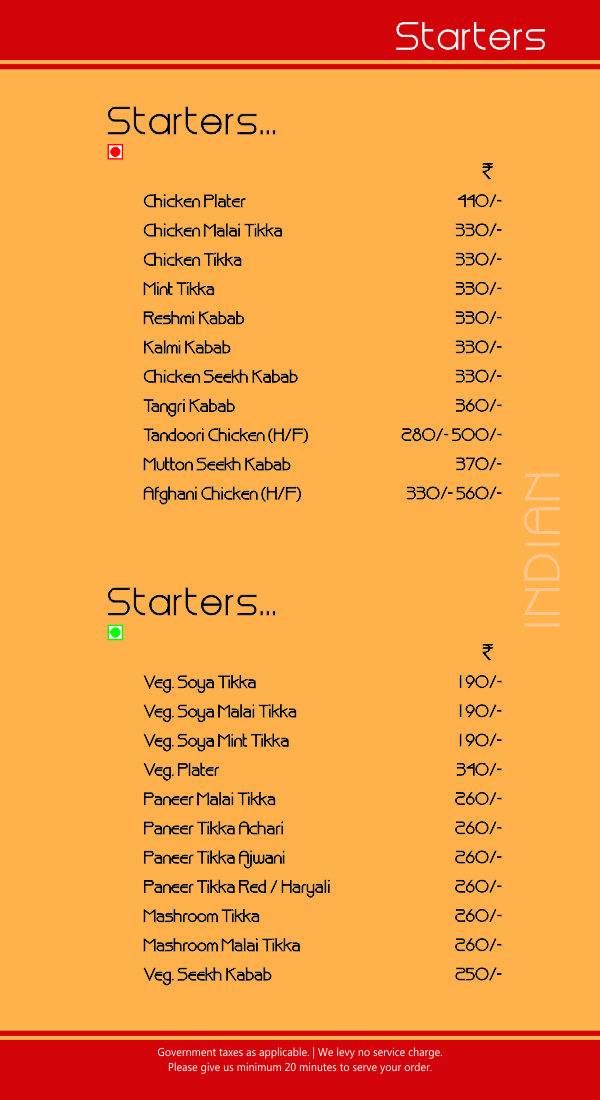 Starters
Starters...
₹
Chicken Plater 440/-
Chicken Malai Tikka 330/-
Chicken Tikka 330/-
Mint Tikka 330/-
Reshmi Kabab 330/-
Kalmi Kabab 330/-
Chicken Seekh Kabab 330/-
Tangri Kabab 360/-
Tandoori Chicken (H/F) 280/- 500/-
Mutton Seekh Kabab 370/-
Afghani Chicken (H/F) 330/- 560/-
INDIAN
Starters...
₹
Veg. Soya Tikka 190/-
Veg. Soya Malai Tikka 190/-
Veg. Soya Mint Tikka 190/-
Veg. Plater 340/-
Paneer Malai Tikka 260/-
Paneer Tikka Achari 260/-
Paneer Tikka Ajwani 260/-
Paneer Tikka Red / Haryali 260/-
Mashroom Tikka 260/-
Mashroom Malai Tikka 260/-
Veg. Seekh Kabab 250/-
Government taxes as applicable. | We levy no service charge.
Please give us minimum 20 minutes to serve your order.